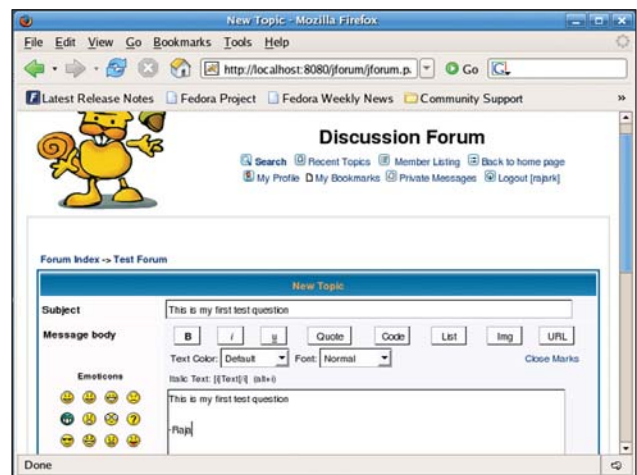 New Topic - Mozilla Firefox
File Edit View Go Bookmarks Tools Help
http://localhost:8080/jforum/jforum.p. Go G
Latest Release Notes Fedora Project Fedora Weekly News Community Support »
Discussion Forum
Search Recent Topics Member Listing Back to home page
My Profile My Bookmarks Private Messages Logout [rajark]
Forum Index -> Test Forum
New Topic
Subject This is my first test question
Message body B i u Quote Code List Img URL
Text Color: Default Font: Normal Close Marks
Emoticons
Italic Text: [i]Text[/i] (alt+i)
This is my first test question
-Raja
Done